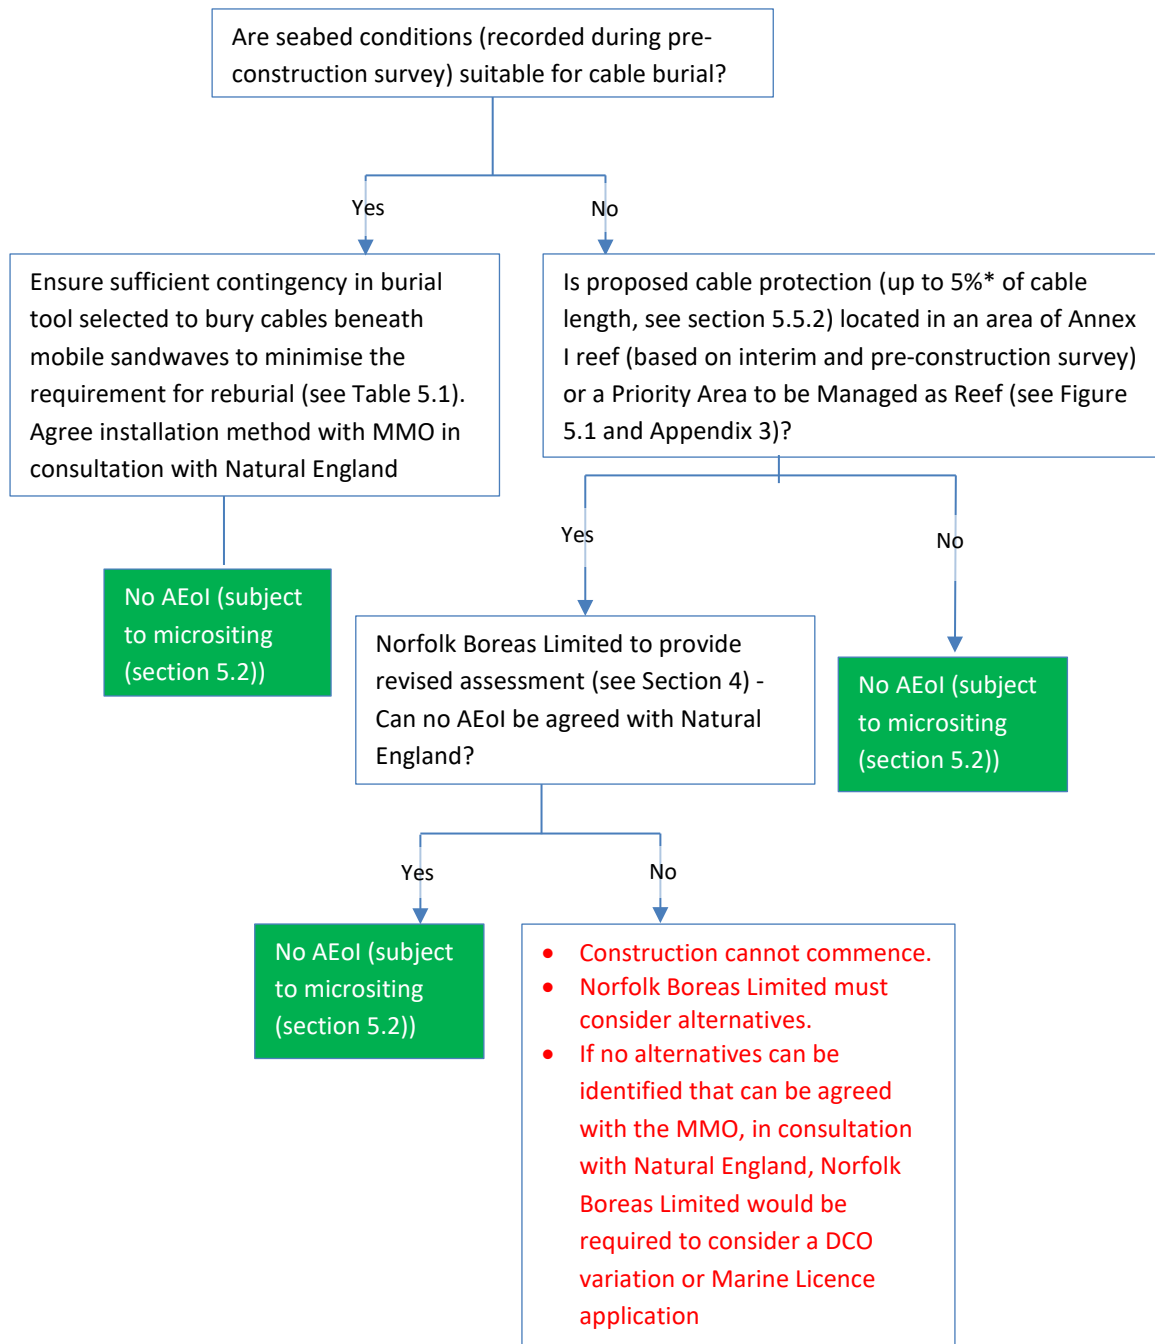 Are seabed conditions (recorded during pre-
construction survey) suitable for cable burial?
Yes
No
Ensure sufficient contingency in burial
tool selected to bury cables beneath
mobile sandwaves to minimise the
requirement for reburial (see Table 5.1).
Agree installation method with MMO in
consultation with Natural England
Is proposed cable protection (up to 5%* of cable
length, see section 5.5.2) located in an area of Annex
I reef (based on interim and pre-construction survey)
or a Priority Area to be Managed as Reef (see Figure
5.1 and Appendix 3)?
Yes
No
No AEoI (subject
to micrositing
(section 5.2))
Norfolk Boreas Limited to provide
revised assessment (see Section 4) -
Can no AEoI be agreed with Natural
England?
No AEoI (subject
to micrositing
(section 5.2))
Yes
No
No AEoI (subject
to micrositing
(section 5.2))
• Construction cannot commence.
• Norfolk Boreas Limited must
consider alternatives.
• If no alternatives can be
identified that can be agreed
with the MMO, in consultation
with Natural England, Norfolk
Boreas Limited would be
required to consider a DCO
variation or Marine Licence
application